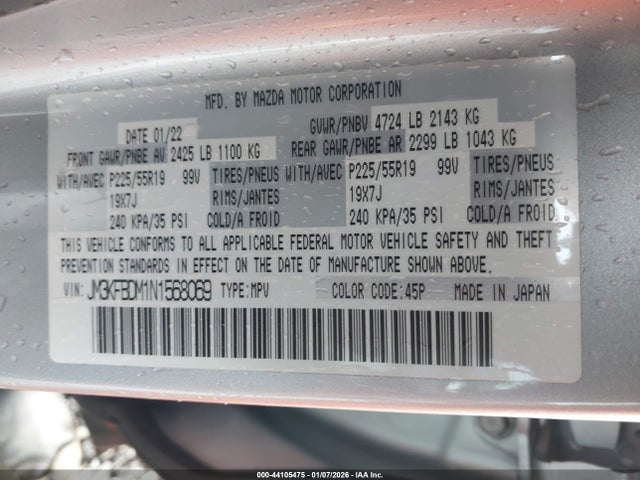 MFD. BY MAZDA MOTOR CORPORATION
DATE 01/22 GVWR/PNBV 4724 LB 2143 KG
FRONT GAWR/PNBE AV 2425 LB 1100 KG REAR GAWR/PNBE AR 2299 LB 1043 KG
WITH/AVEC P225/55R19 99V TIRES/PNEUS WITH/AVEC P225/55R19 99V TIRES/PNEUS
19X7J RIMS/JANTES 19X7J RIMS/JANTES
240 KPA/35 PSI COLD/A FROID 240 KPA/35 PSI COLD/A FROID
THIS VEHICLE CONFORMS TO ALL APPLICABLE FEDERAL MOTOR VEHICLE SAFETY AND THEFT
PREVENTION STANDARDS IN EFFECT ON THE DATE OF MANUFACTURE SHOWN ABOVE.
VIN: JM3KFBDM1N1568069 TYPE:MPV COLOR CODE:45P MADE IN JAPAN
000-44105475 - 01/07/2026 - IAA Inc.